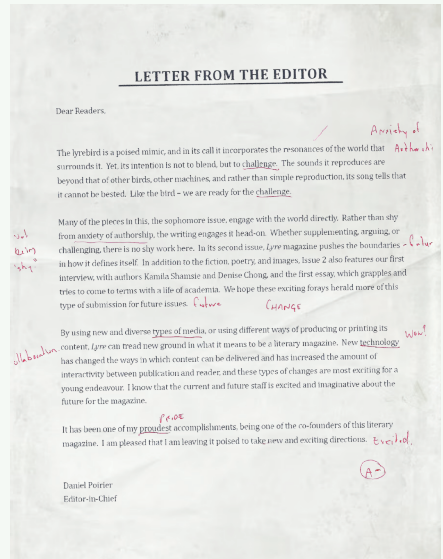 LETTER FROM THE EDITOR
Dear Readers,
Anxiety of
The lyrebird is a poised mimic, and in its call it incorporates the resonances of the world that
surrounds it. Yet, its intention is not to blend, but to challenge. The sounds it reproduces are
beyond that of other birds, other machines, and rather than simple reproduction, its song tells that
it cannot be bested. Like the bird – we are ready for the challenge.
Many of the pieces in this, the sophomore issue, engage with the world directly. Rather than shy
Not from anxiety of authorship, the writing engages it head-on. Whether supplementing, arguing, or
being challenging, there is no shy work here. In its second issue, Lyre magazine pushes the boundaries
"shy" in how it defines itself. In addition to the fiction, poetry, and images, Issue 2 also features our first
interview, with authors Kamila Shamsie and Denise Chong, and the first essay, which grapples and
tries to come to terms with a life of academia. We hope these exciting forays herald more of this
type of submission for future issues. future CHANGE
By using new and diverse types of media, or using different ways of producing or printing its
content, Lyre can tread new ground in what it means to be a literary magazine. New technology Wow!
has changed the ways in which content can be delivered and has increased the amount of
interactivity between publication and reader, and these types of changes are most exciting for a
young endeavour. I know that the current and future staff is excited and imaginative about the
future for the magazine.
PRIDE
It has been one of my proudest accomplishments, being one of the co-founders of this literary
magazine. I am pleased that I am leaving it poised to take new and exciting directions. Excited.
A-
Daniel Poirier
Editor-in-Chief